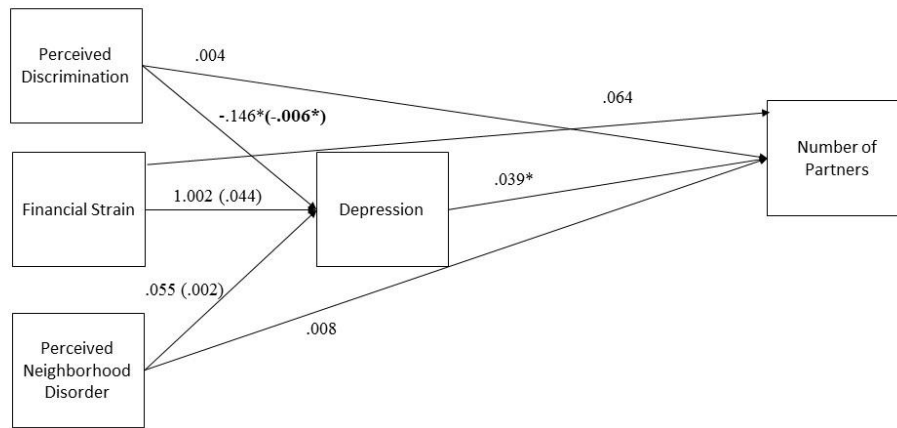 Perceived
Discrimination
.004
.064
-.146*(-.006*)
Number of
Partners
.039*
Financial Strain
1.002 (.044)
Depression
.055 (.002)
.008
Perceived
Neighborhood
Disorder